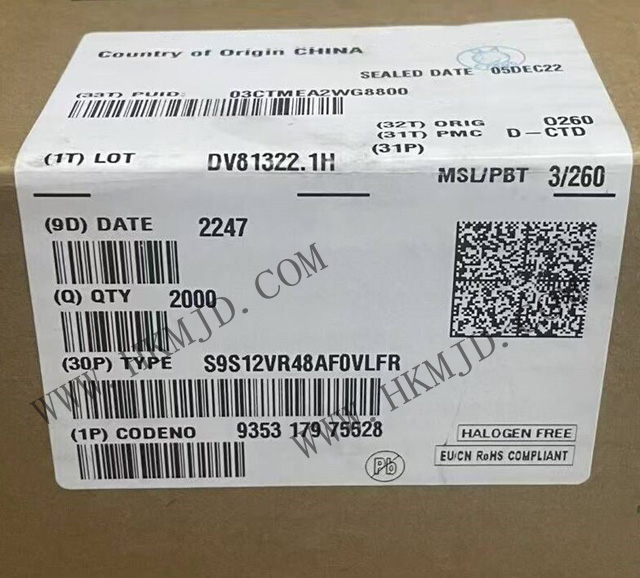 Country of Origin CHINA
SEALED DATE 05DEC22
(33T) PUID: 03CTMEA2WG8800
(32T) ORIG 0260
(31T) PMC D-CTD
(31P)
(1T) LOT DV81322.1H
MSL/PBT 3/260
(9D) DATE 2247
(Q) QTY 2000
(30P) TYPE S9S12VR48AF0VLFR
(1P) CODENO 9353 179 75528
HALOGEN FREE
Pb
EU/CN RoHS COMPLIANT
WWW.HKMJD.COM
WWW.HKMJD.